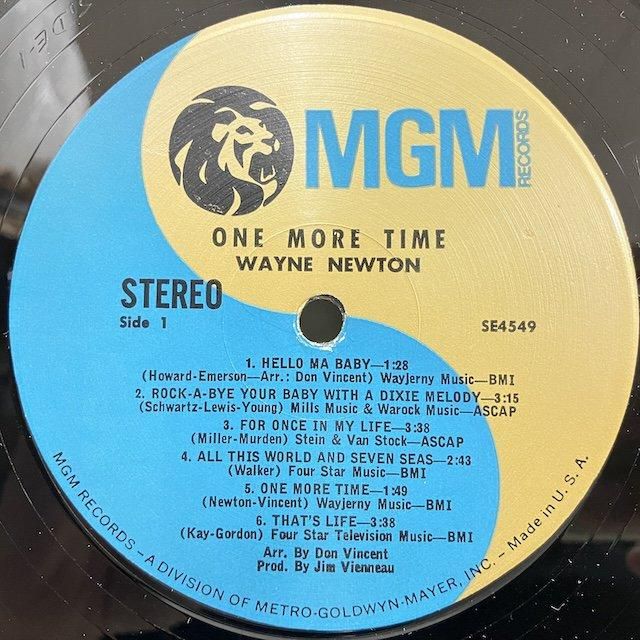 MGM
RECORDS
ONE MORE TIME
WAYNE NEWTON
STEREO
Side 1
SE4549
1. HELLO MA BABY—1:28
(Howard-Emerson—Arr.: Don Vincent) WayJerny Music—BMI
2. ROCK-A-BYE YOUR BABY WITH A DIXIE MELODY—3:15
(Schwartz-Lewis-Young) Mills Music & Warock Music—ASCAP
3. FOR ONCE IN MY LIFE—3:38
(Miller-Murden) Stein & Van Stock—ASCAP
4. ALL THIS WORLD AND SEVEN SEAS—2:43
(Walker) Four Star Music—BMI
5. ONE MORE TIME—1:49
(Newton-Vincent) Wayjerny Music—BMI
6. THAT'S LIFE—3:38
(Kay-Gordon) Four Star Television Music—BMI
Arr. By Don Vincent
Prod. By Jim Vienneau
MGM RECORDS – A DIVISION OF METRO-GOLDWYN-MAYER, INC. – Made in U. S. A.